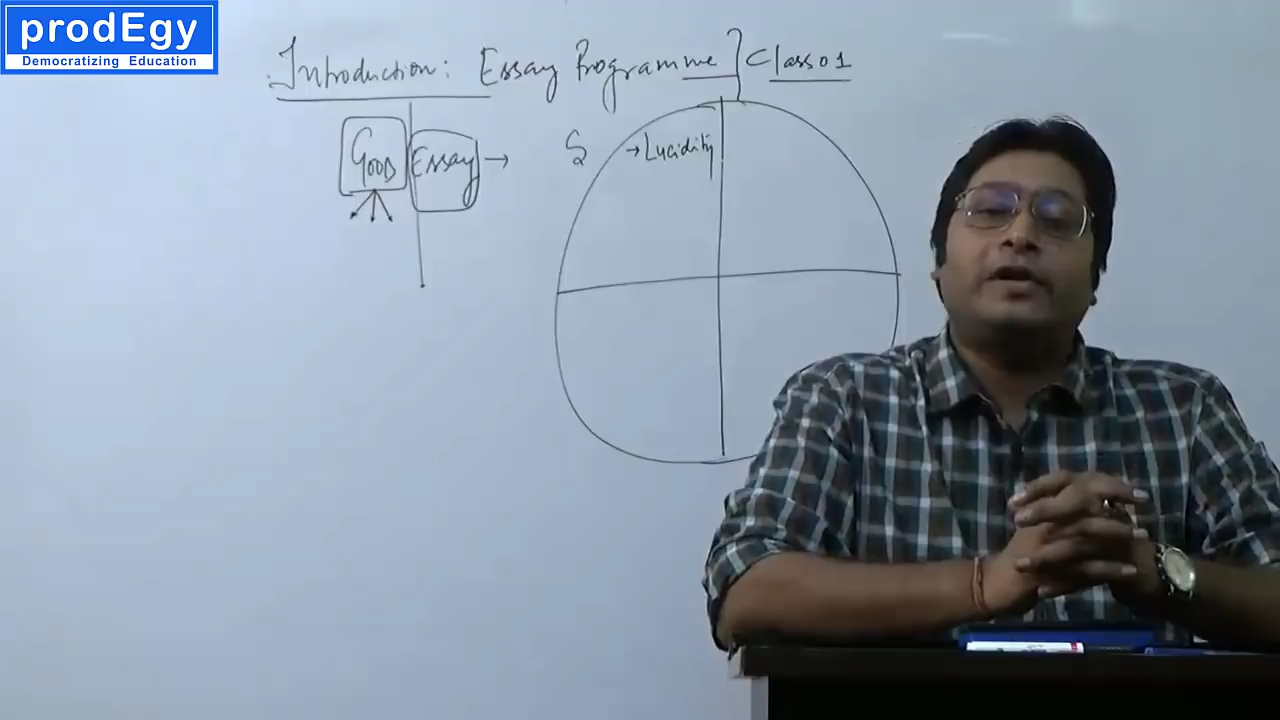 prodEgy
Democratizing Education
Introduction: Essay Programme Class 01
GOOD Essay → → Lucidity